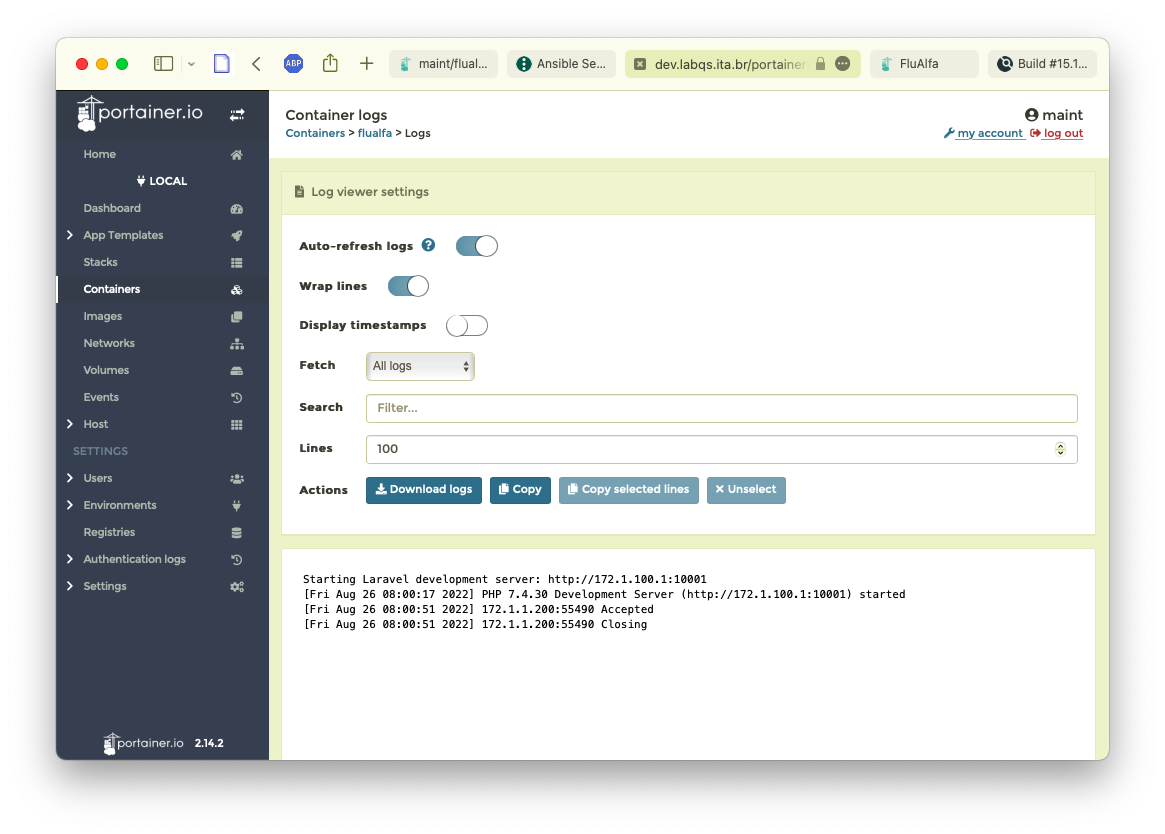 ABP
maint/flual...
Ansible Se...
dev.labqs.ita.br/portainer
FluAlfa
Build #15.1...
portainer.io
Home
LOCAL
Dashboard
App Templates
Stacks
Containers
Images
Networks
Volumes
Events
Host
SETTINGS
Users
Environments
Registries
Authentication logs
Settings
portainer.io 2.14.2
Container logs
Containers > flualfa > Logs
maint
my account log out
Log viewer settings
Auto-refresh logs ?
Wrap lines
Display timestamps
Fetch All logs
Search Filter...
Lines 100
Actions Download logs Copy Copy selected lines × Unselect
Starting Laravel development server: http://172.1.100.1:10001
[Fri Aug 26 08:00:17 2022] PHP 7.4.30 Development Server (http://172.1.100.1:10001) started
[Fri Aug 26 08:00:51 2022] 172.1.1.200:55490 Accepted
[Fri Aug 26 08:00:51 2022] 172.1.1.200:55490 Closing